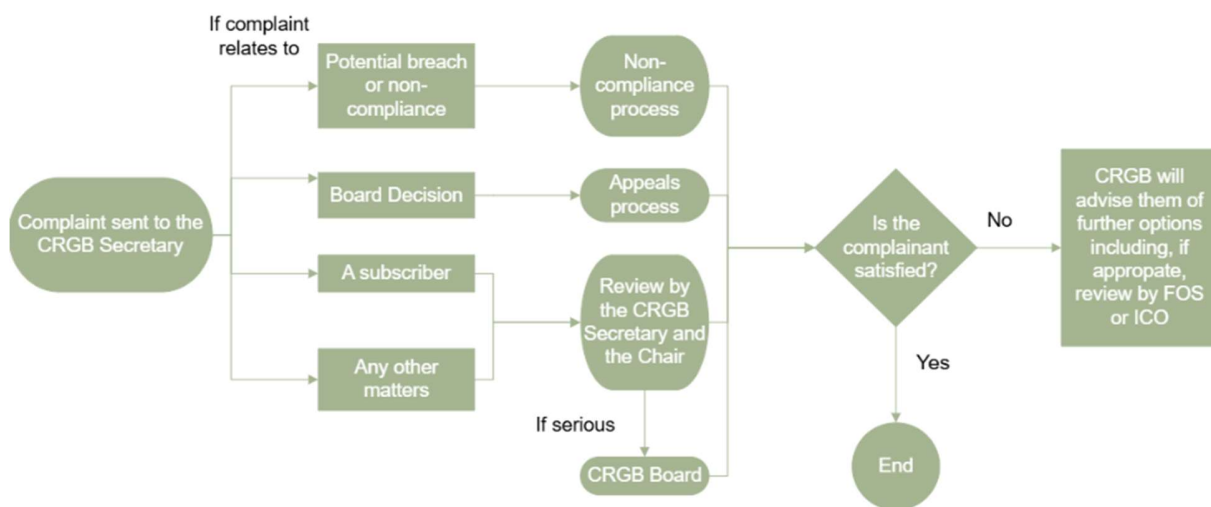 If complaint
relates to
Potential breach
or non-
compliance
Non-
compliance
process
Complaint sent to the
CRGB Secretary
Board Decision
Appeals
process
A subscriber
Any other
matters
Review by
the CRGB
Secretary and
the Chair
If serious
CRGB Board
Is the
complainant
satisfied?
No
CRGB will
advise them of
further options
including, if
appropate,
review by FOS
or ICO
Yes
End